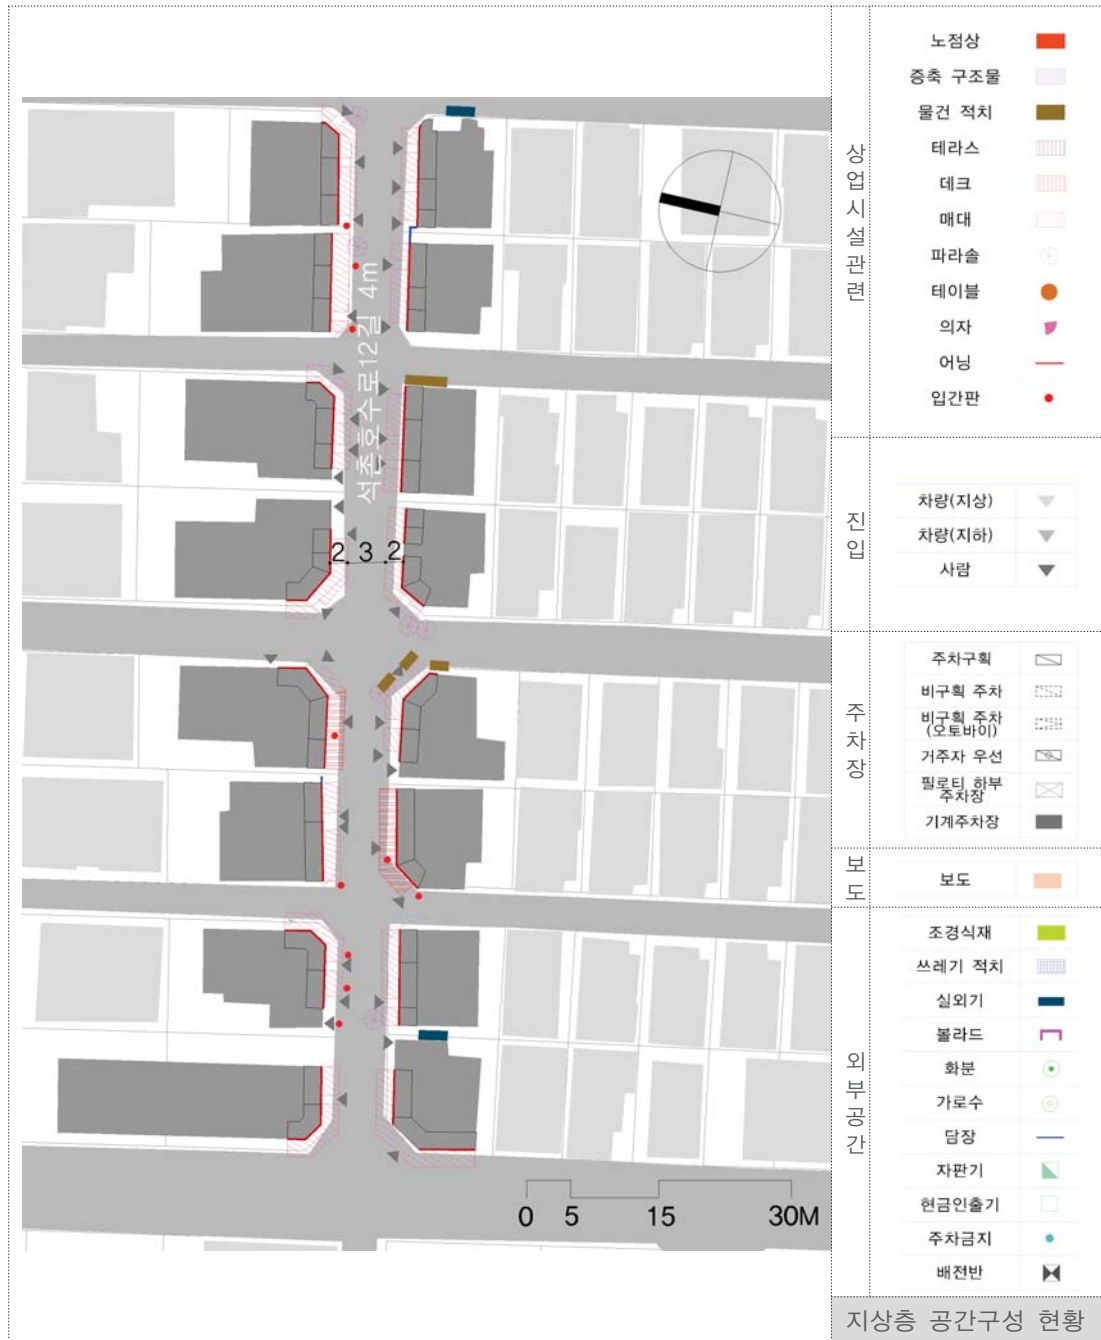 석촌호수로12길 4m
2 3 2
0 5 15 30M
상업시설관련
노점상
증축 구조물
물건 적치
테라스
데크
매대
파라솔
테이블
의자
어닝
입간판
진입
차량(지상)
차량(지하)
사람
주차장
주차구획
비구획 주차
비구획 주차
(오토바이)
거주자 우선
필로티 하부
주차장
기계주차장
보도
보도
외부공간
조경식재
쓰레기 적치
실외기
볼라드
화분
가로수
담장
자판기
현금인출기
주차금지
배전반
지상층 공간구성 현황